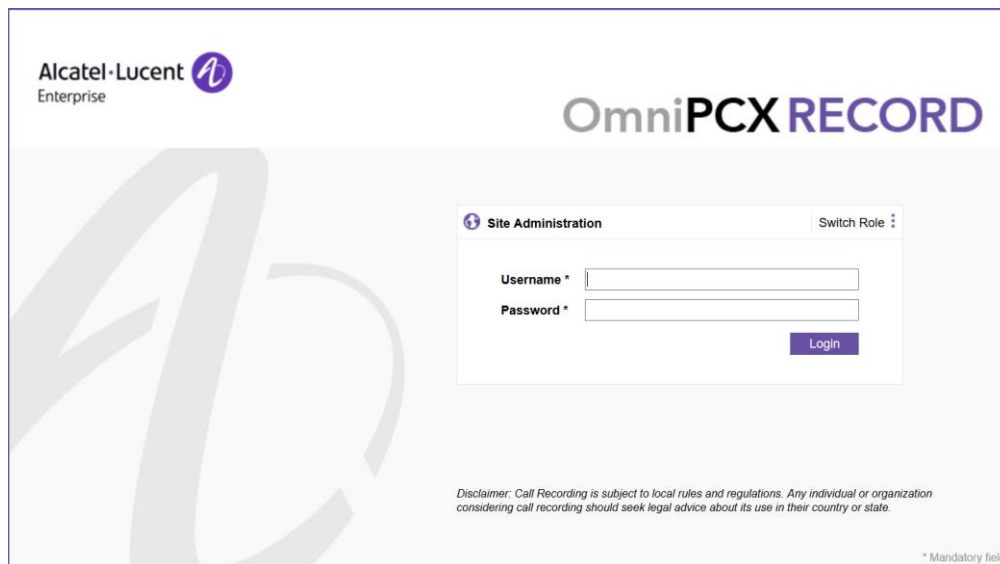 Alcatel·Lucent
Enterprise
OmniPCX RECORD
Site Administration
Switch Role
Username *
Password *
Login
Disclaimer: Call Recording is subject to local rules and regulations. Any individual or organization
considering call recording should seek legal advice about its use in their country or state.
* Mandatory